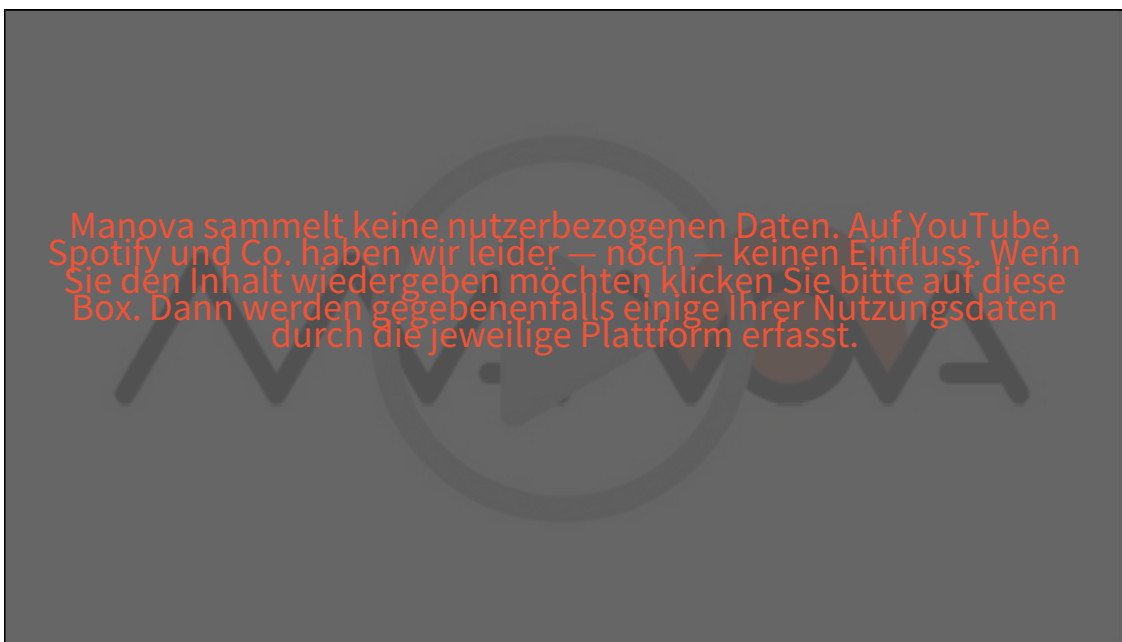 Manova sammelt keine nutzerbezogenen Daten. Auf YouTube,
Spotify und Co. haben wir leider — noch — keinen Einfluss. Wenn
Sie den Inhalt wiedergeben möchten klicken Sie bitte auf diese
Box. Dann werden gegebenenfalls einige Ihrer Nutzungsdaten
durch die jeweilige Plattform erfasst.
MANOVA